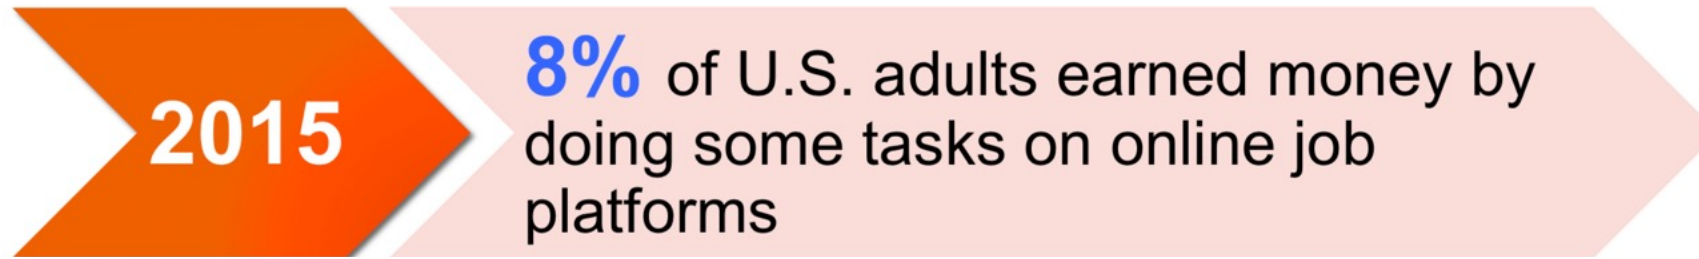 2015
8% of U.S. adults earned money by
doing some tasks on online job
platforms